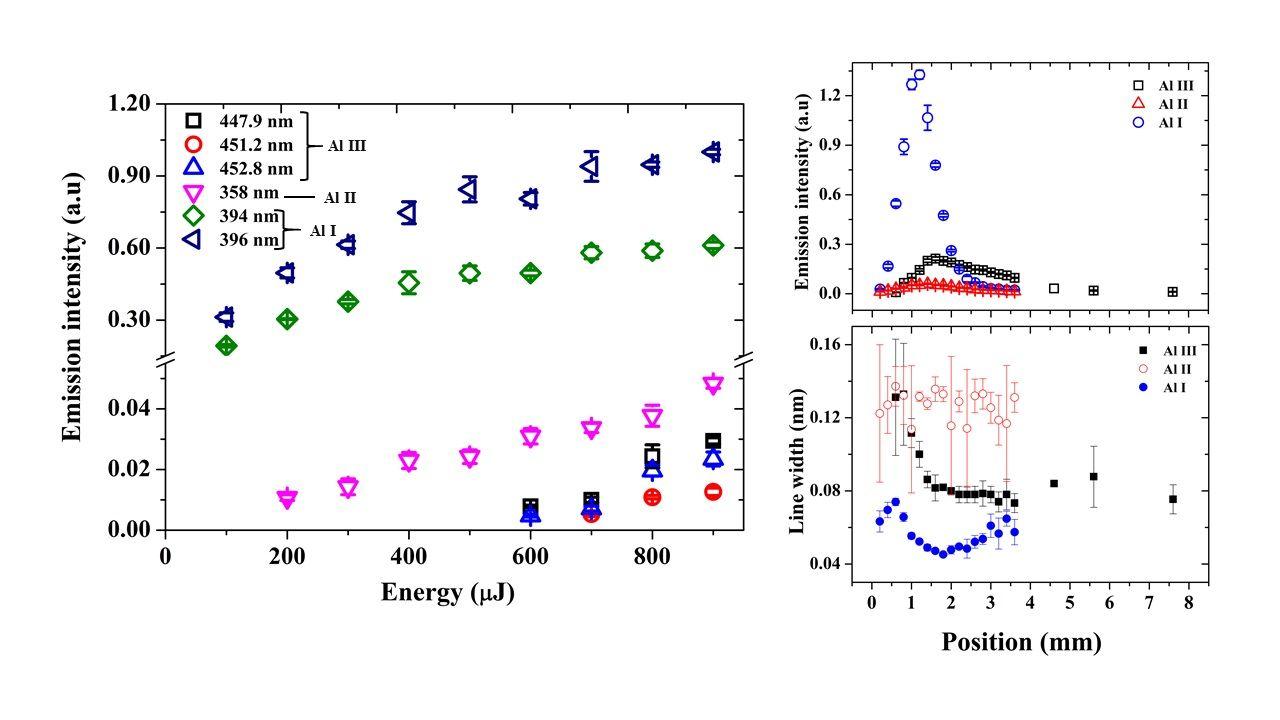 1.20
0.90
0.60
0.30
0.04
0.02
0.00
Emission intensity (a.u)
447.9 nm
451.2 nm
452.8 nm
Al III
358 nm
Al II
394 nm
396 nm
Al I
0
200
400
600
800
Energy (μJ)
1.2
0.9
0.6
0.3
0.0
Emission intensity (a.u)
Al III
Al II
Al I
0.16
0.12
0.08
0.04
Line width (nm)
Al III
Al II
Al I
0 1 2 3 4 5 6 7 8
Position (mm)